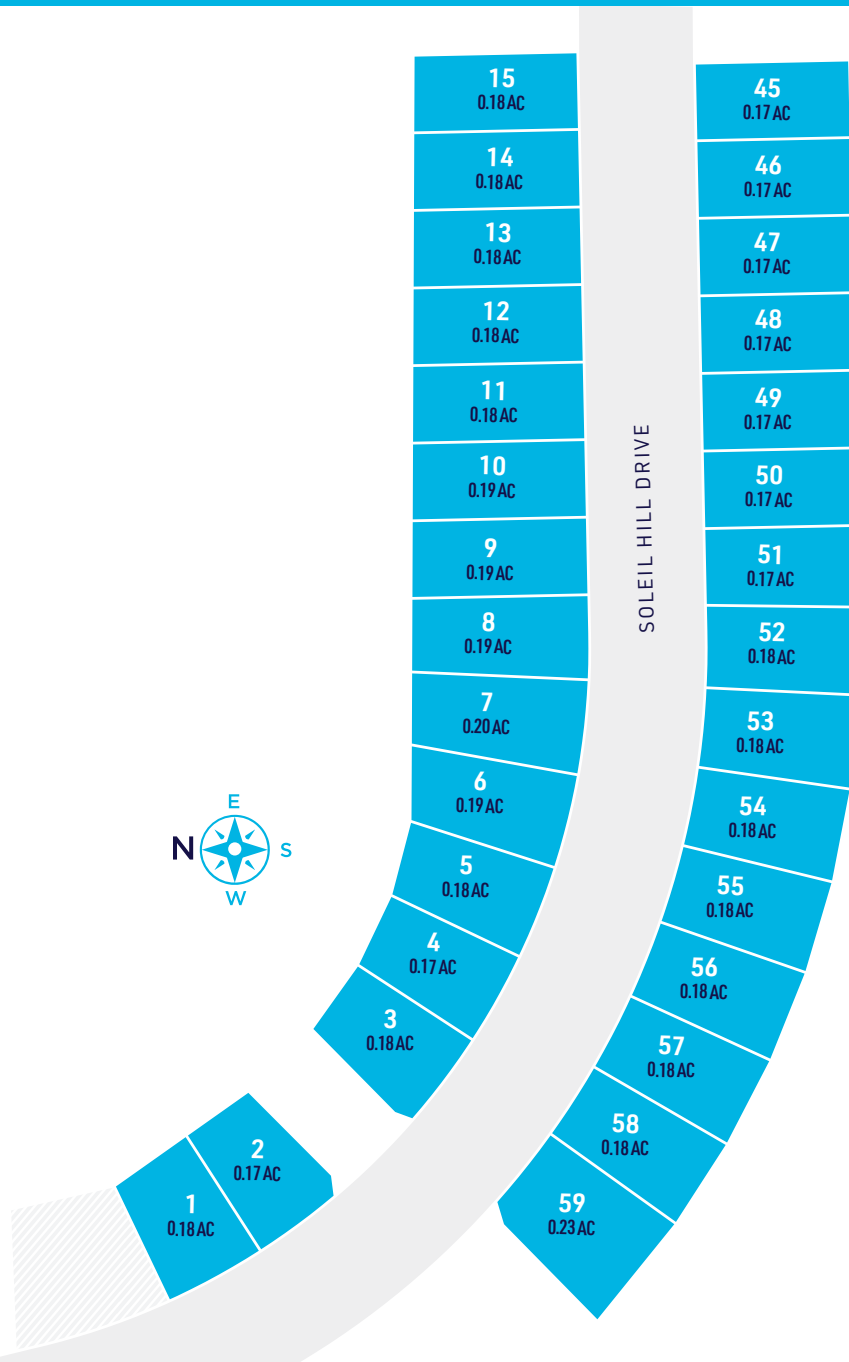 15
0.18 AC
14
0.18 AC
13
0.18 AC
12
0.18 AC
11
0.18 AC
10
0.19 AC
9
0.19 AC
8
0.19 AC
7
0.20 AC
6
0.19 AC
5
0.18 AC
4
0.17 AC
3
0.18 AC
2
0.17 AC
1
0.18 AC
SOLEIL HILL DRIVE
45
0.17 AC
46
0.17 AC
47
0.17 AC
48
0.17 AC
49
0.17 AC
50
0.17 AC
51
0.17 AC
52
0.18 AC
53
0.18 AC
54
0.18 AC
55
0.18 AC
56
0.18 AC
57
0.18 AC
58
0.18 AC
59
0.23 AC
E
N
S
W